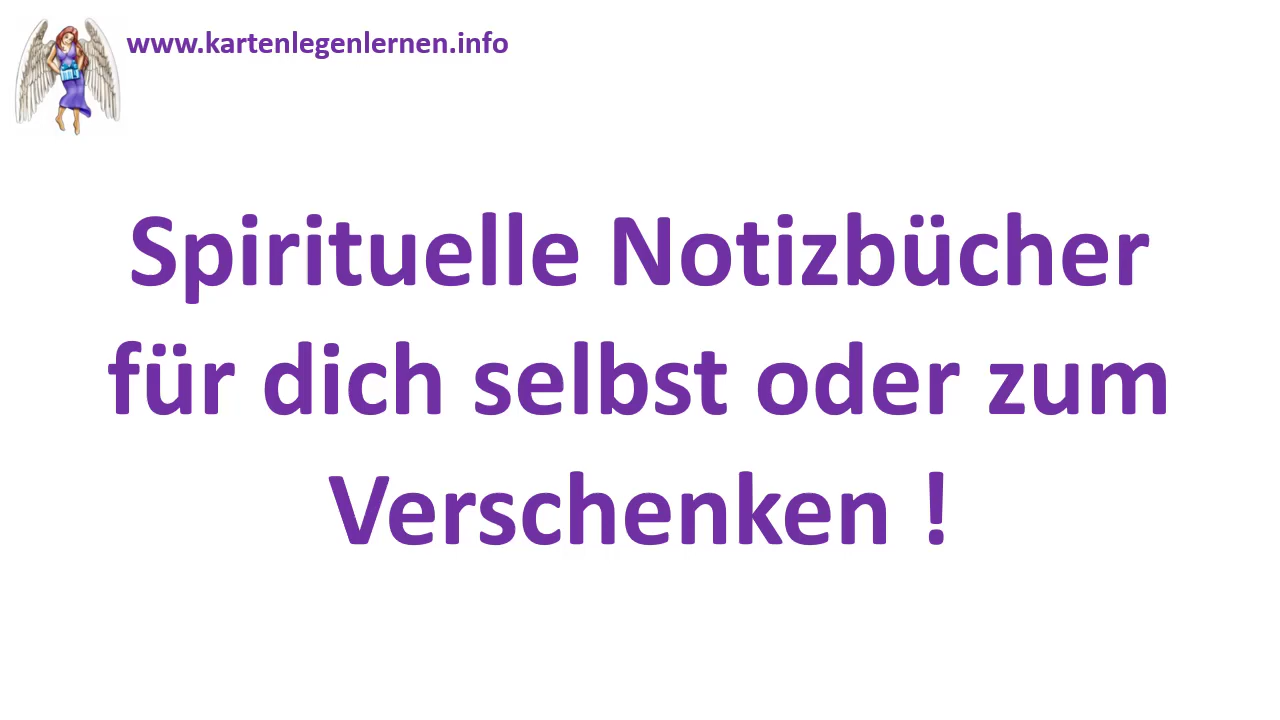 www.kartenlegenlernen.info
Spirituelle Notizbücher
für dich selbst oder zum
Verschenken !